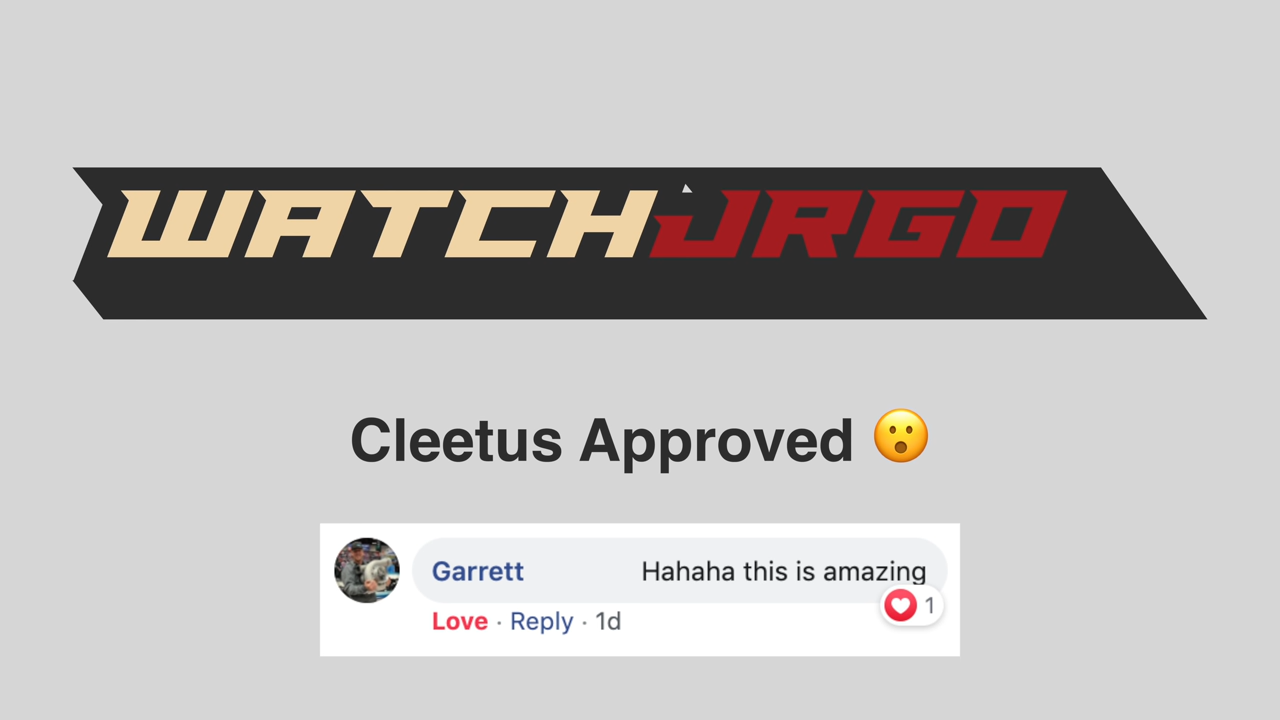 WATCHJRGO
Cleetus Approved 😮
Garrett Hahaha this is amazing
1
Love · Reply · 1d